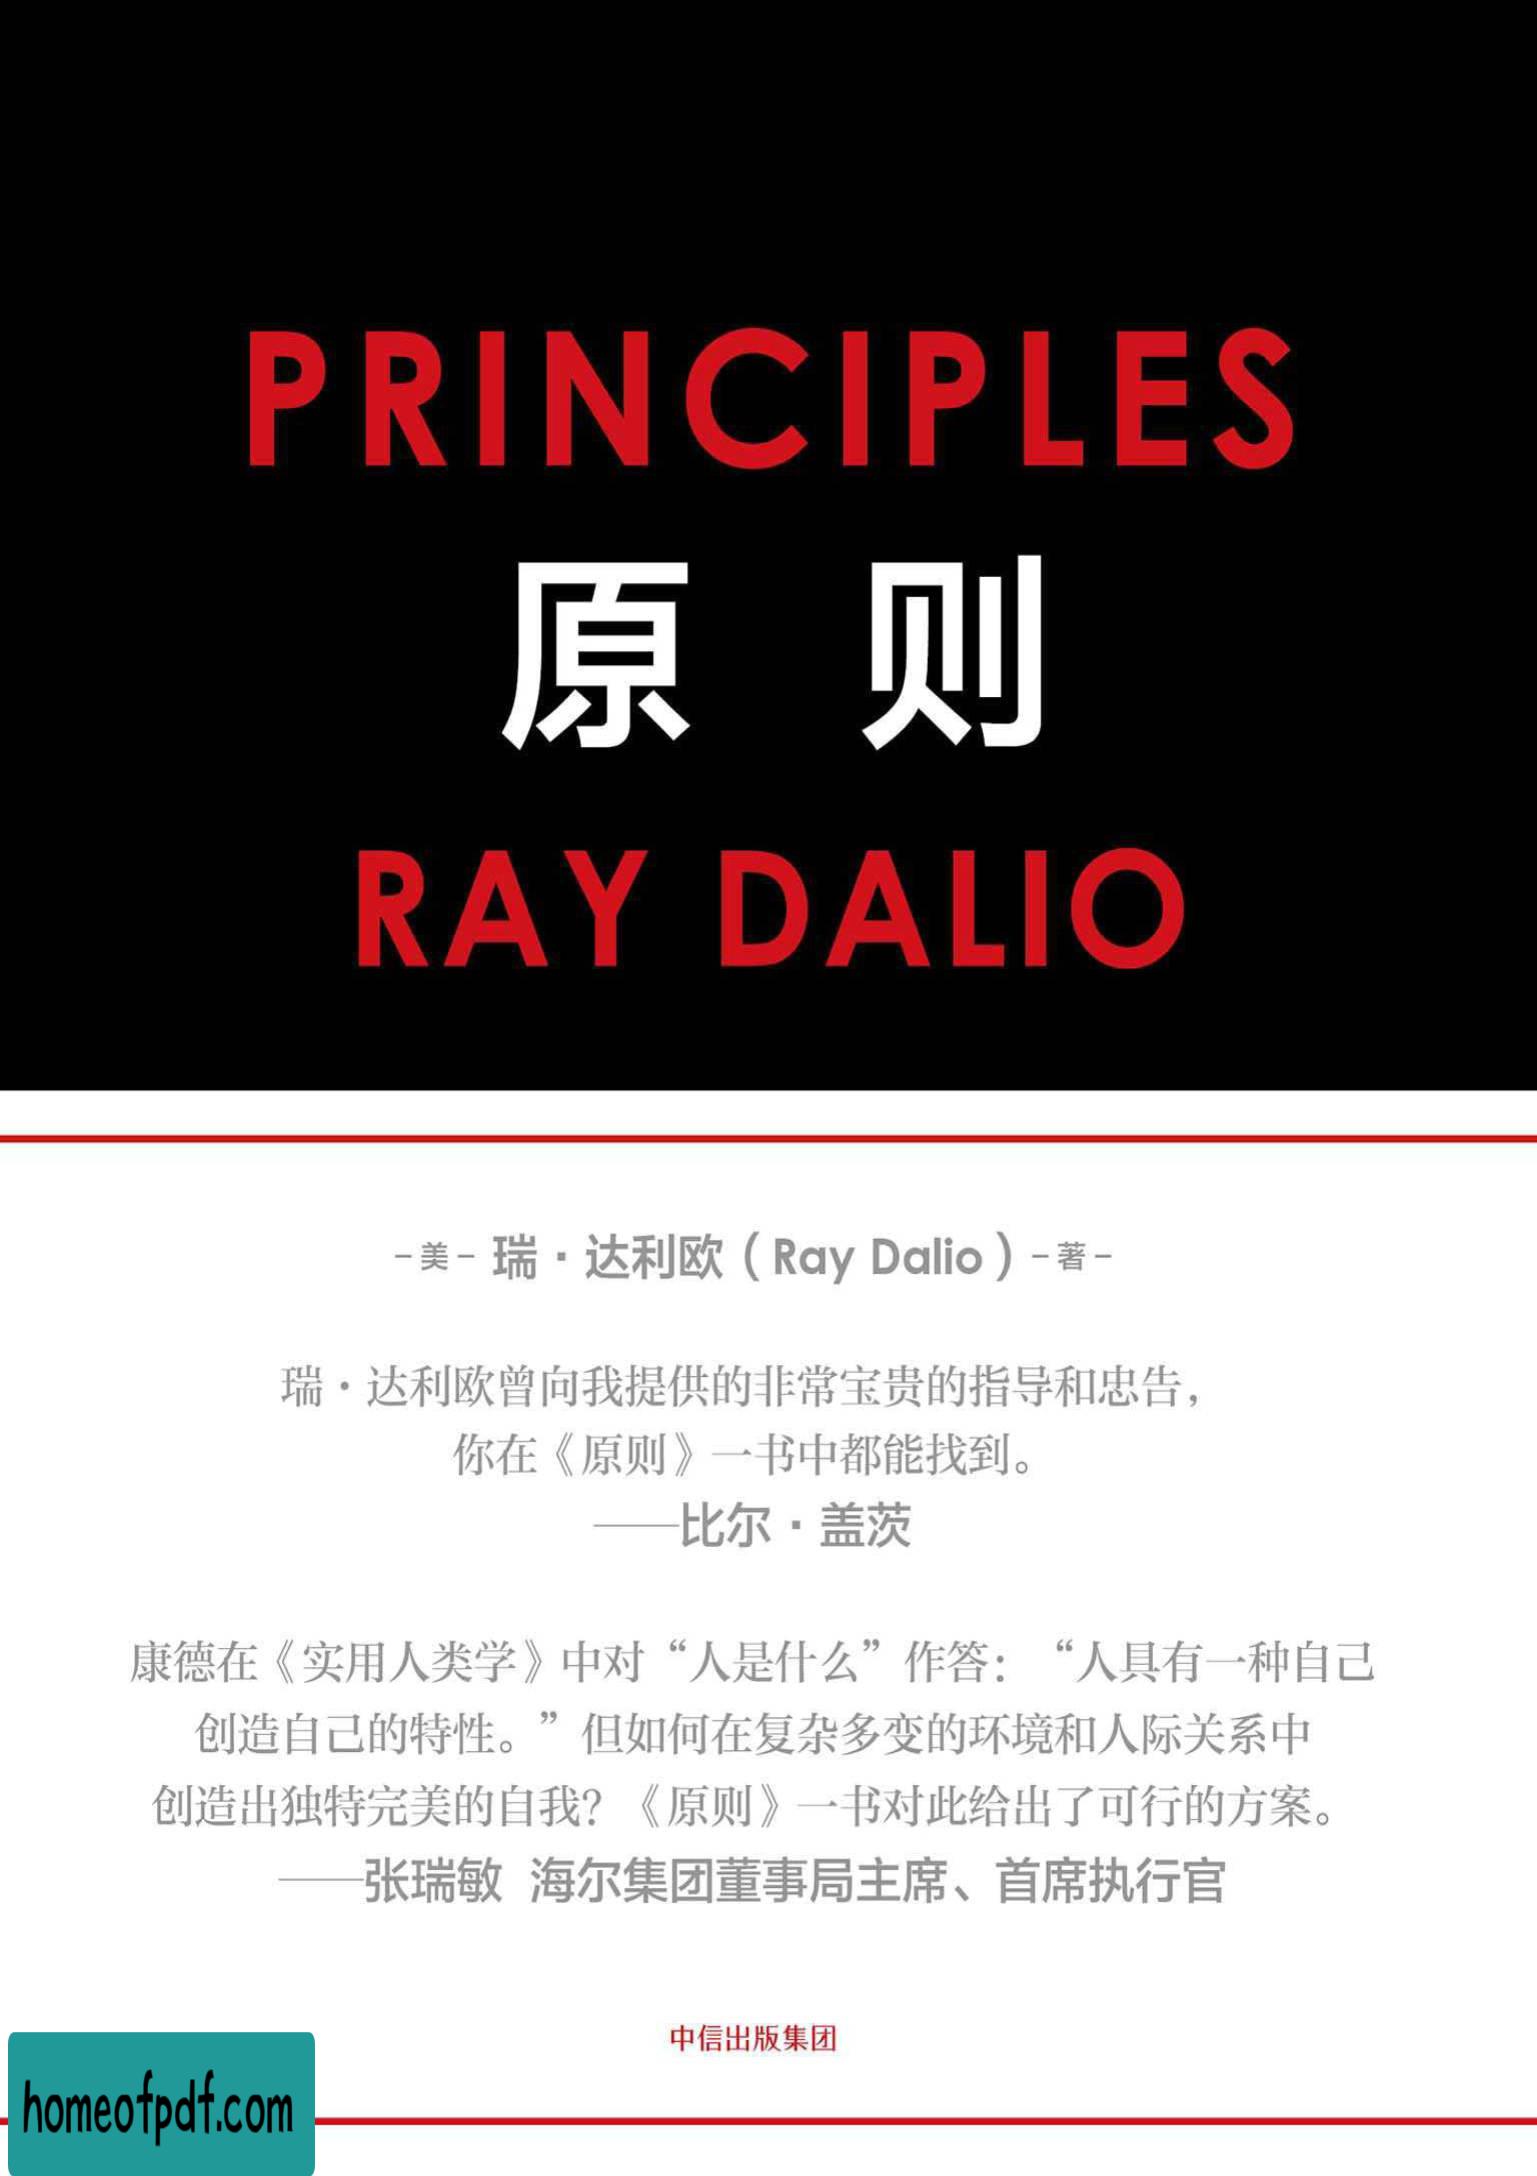 PRINCIPLES
原则
RAY DALIO
－美－ 瑞·达利欧（Ray Dalio）－著－
瑞·达利欧曾向我提供的非常宝贵的指导和忠告，
你在《原则》一书中都能找到。
——比尔·盖茨
康德在《实用人类学》中对“人是什么”作答：“人具有一种自己
创造自己的特性。”但如何在复杂多变的环境和人际关系中
创造出独特完美的自我？《原则》一书对此给出了可行的方案。
——张瑞敏 海尔集团董事局主席、首席执行官
中信出版集团
homeofpdf.com